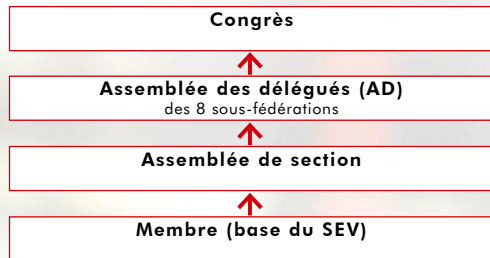 Congrès
Assemblée des délégués (AD)
des 8 sous-fédérations
Assemblée de section
Membre (base du SEV)